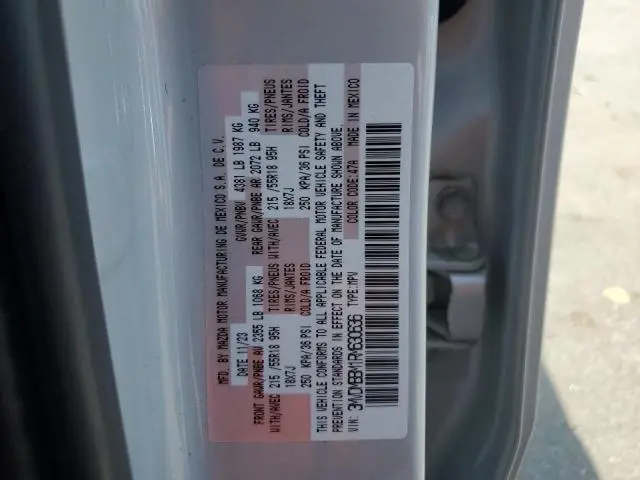 MFD. BY MAZDA MOTOR MANUFACTURING DE MEXICO S.A. DE C.V.
DATE 11/23 GVWR/PNBV 4381 LB 1987 KG
FRONT GAWR/PNBE AV 2355 LB 1068 KG REAR GAWR/PNBE AR 2072 LB 940 KG
WITH/AVEC 215 /55R18 95H TIRES/PNEUS WITH/AVEC 215 /55R18 95H TIRES/PNEUS
18X7J RIMS/JANTES 18X7J RIMS/JANTES
250 KPA/36 PSI COLD/A FROID 250 KPA/36 PSI COLD/A FROID
THIS VEHICLE CONFORMS TO ALL APPLICABLE FEDERAL MOTOR VEHICLE SAFETY AND THEFT
PREVENTION STANDARDS IN EFFECT ON THE DATE OF MANUFACTURE SHOWN ABOVE.
VIN: 3MVDMBBM1RM630636 TYPE:MPV COLOR CODE:47A MADE IN MEXICO